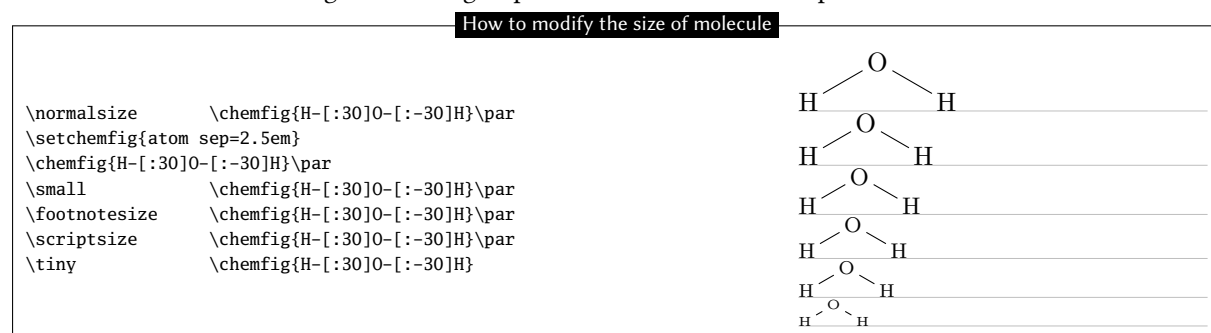 How to modify the size of molecule
\normalsize \chemfig{H-[:30]O-[:-30]H}\par
\setchemfig{atom sep=2.5em}
\chemfig{H-[:30]O-[:-30]H}\par
\small \chemfig{H-[:30]O-[:-30]H}\par
\footnotesize \chemfig{H-[:30]O-[:-30]H}\par
\scriptsize \chemfig{H-[:30]O-[:-30]H}\par
\tiny \chemfig{H-[:30]O-[:-30]H}
O
H H
O
H H
O
H H
O
H H
O
H H
O
H H